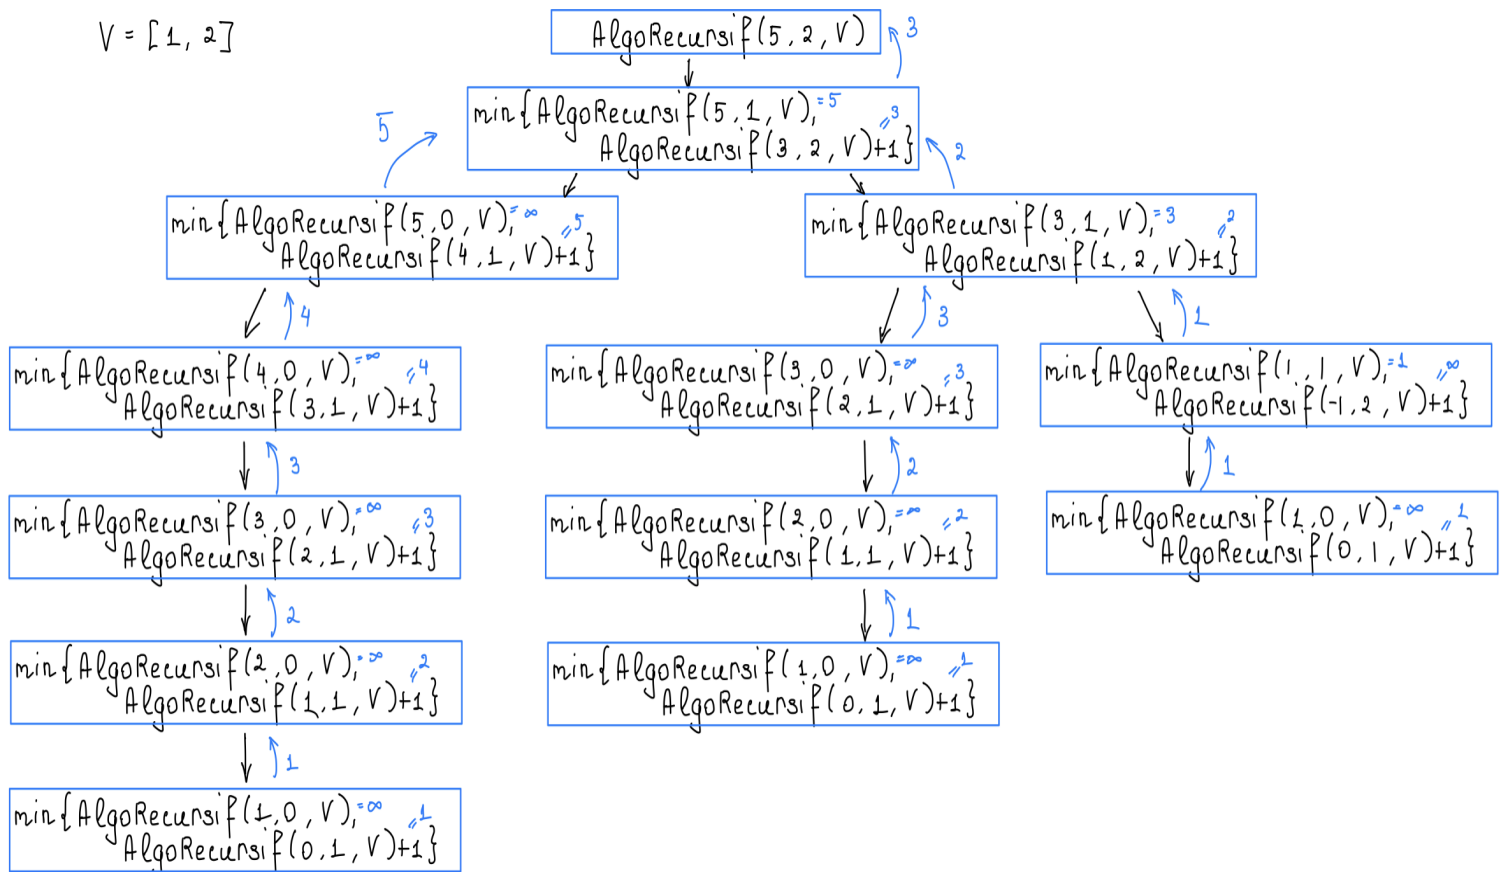 V = [1, 2]
AlgoRecursif(5, 2, V)
3
min{AlgoRecursif(5, 1, V), =5
AlgoRecursif(3, 2, V)+1} =3
5
2
min{AlgoRecursif(5, 0, V), =∞
AlgoRecursif(4, 1, V)+1} =5
min{AlgoRecursif(3, 1, V), =3
AlgoRecursif(1, 2, V)+1} =2
4
3
1
min{AlgoRecursif(4, 0, V), =∞
AlgoRecursif(3, 1, V)+1} =4
min{AlgoRecursif(3, 0, V), =∞
AlgoRecursif(2, 1, V)+1} =3
min{AlgoRecursif(1, 1, V), =1
AlgoRecursif(-1, 2, V)+1} =∞
3
2
1
min{AlgoRecursif(3, 0, V), =∞
AlgoRecursif(2, 1, V)+1} =3
min{AlgoRecursif(2, 0, V), =∞
AlgoRecursif(1, 1, V)+1} =2
min{AlgoRecursif(1, 0, V), =∞
AlgoRecursif(0, 1, V)+1} =1
2
1
min{AlgoRecursif(2, 0, V), =∞
AlgoRecursif(1, 1, V)+1} =2
min{AlgoRecursif(1, 0, V), =∞
AlgoRecursif(0, 1, V)+1} =1
1
min{AlgoRecursif(1, 0, V), =∞
AlgoRecursif(0, 1, V)+1} =1